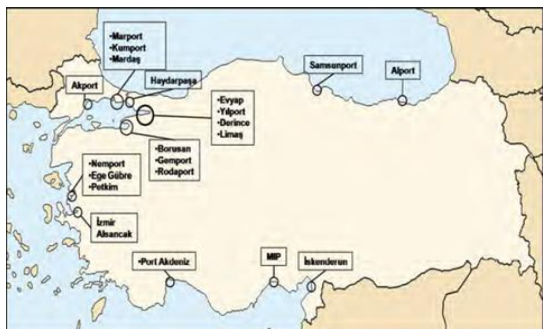 •Marport
•Kumport
•Mardaş
Haydarpaşa
Akport
Samsunport
Alport
•Evyap
•Yılport
•Derince
•Limaş
•Borusan
•Gemport
•Rodaport
•Nemport
•Ege Gübre
•Petkim
İzmir
Alsancak
•Port Akdeniz
MIP
İskenderun